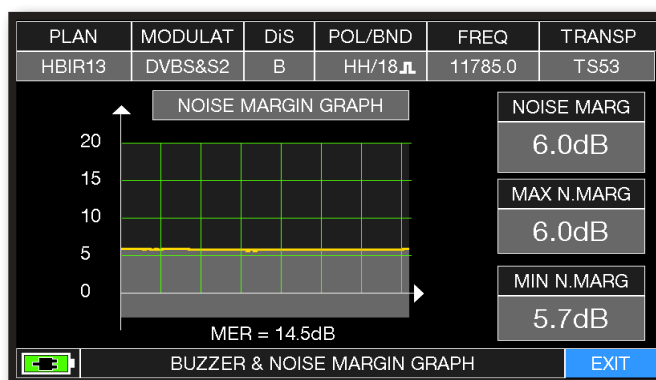 PLAN MODULAT DiS POL/BND FREQ TRANSP
HBIR13 DVBS&S2 B HH/18 11785.0 TS53
NOISE MARGIN GRAPH
NOISE MARG
6.0dB
20
15
10
5
0
MAX N.MARG
6.0dB
MIN N.MARG
5.7dB
MER = 14.5dB
BUZZER & NOISE MARGIN GRAPH EXIT